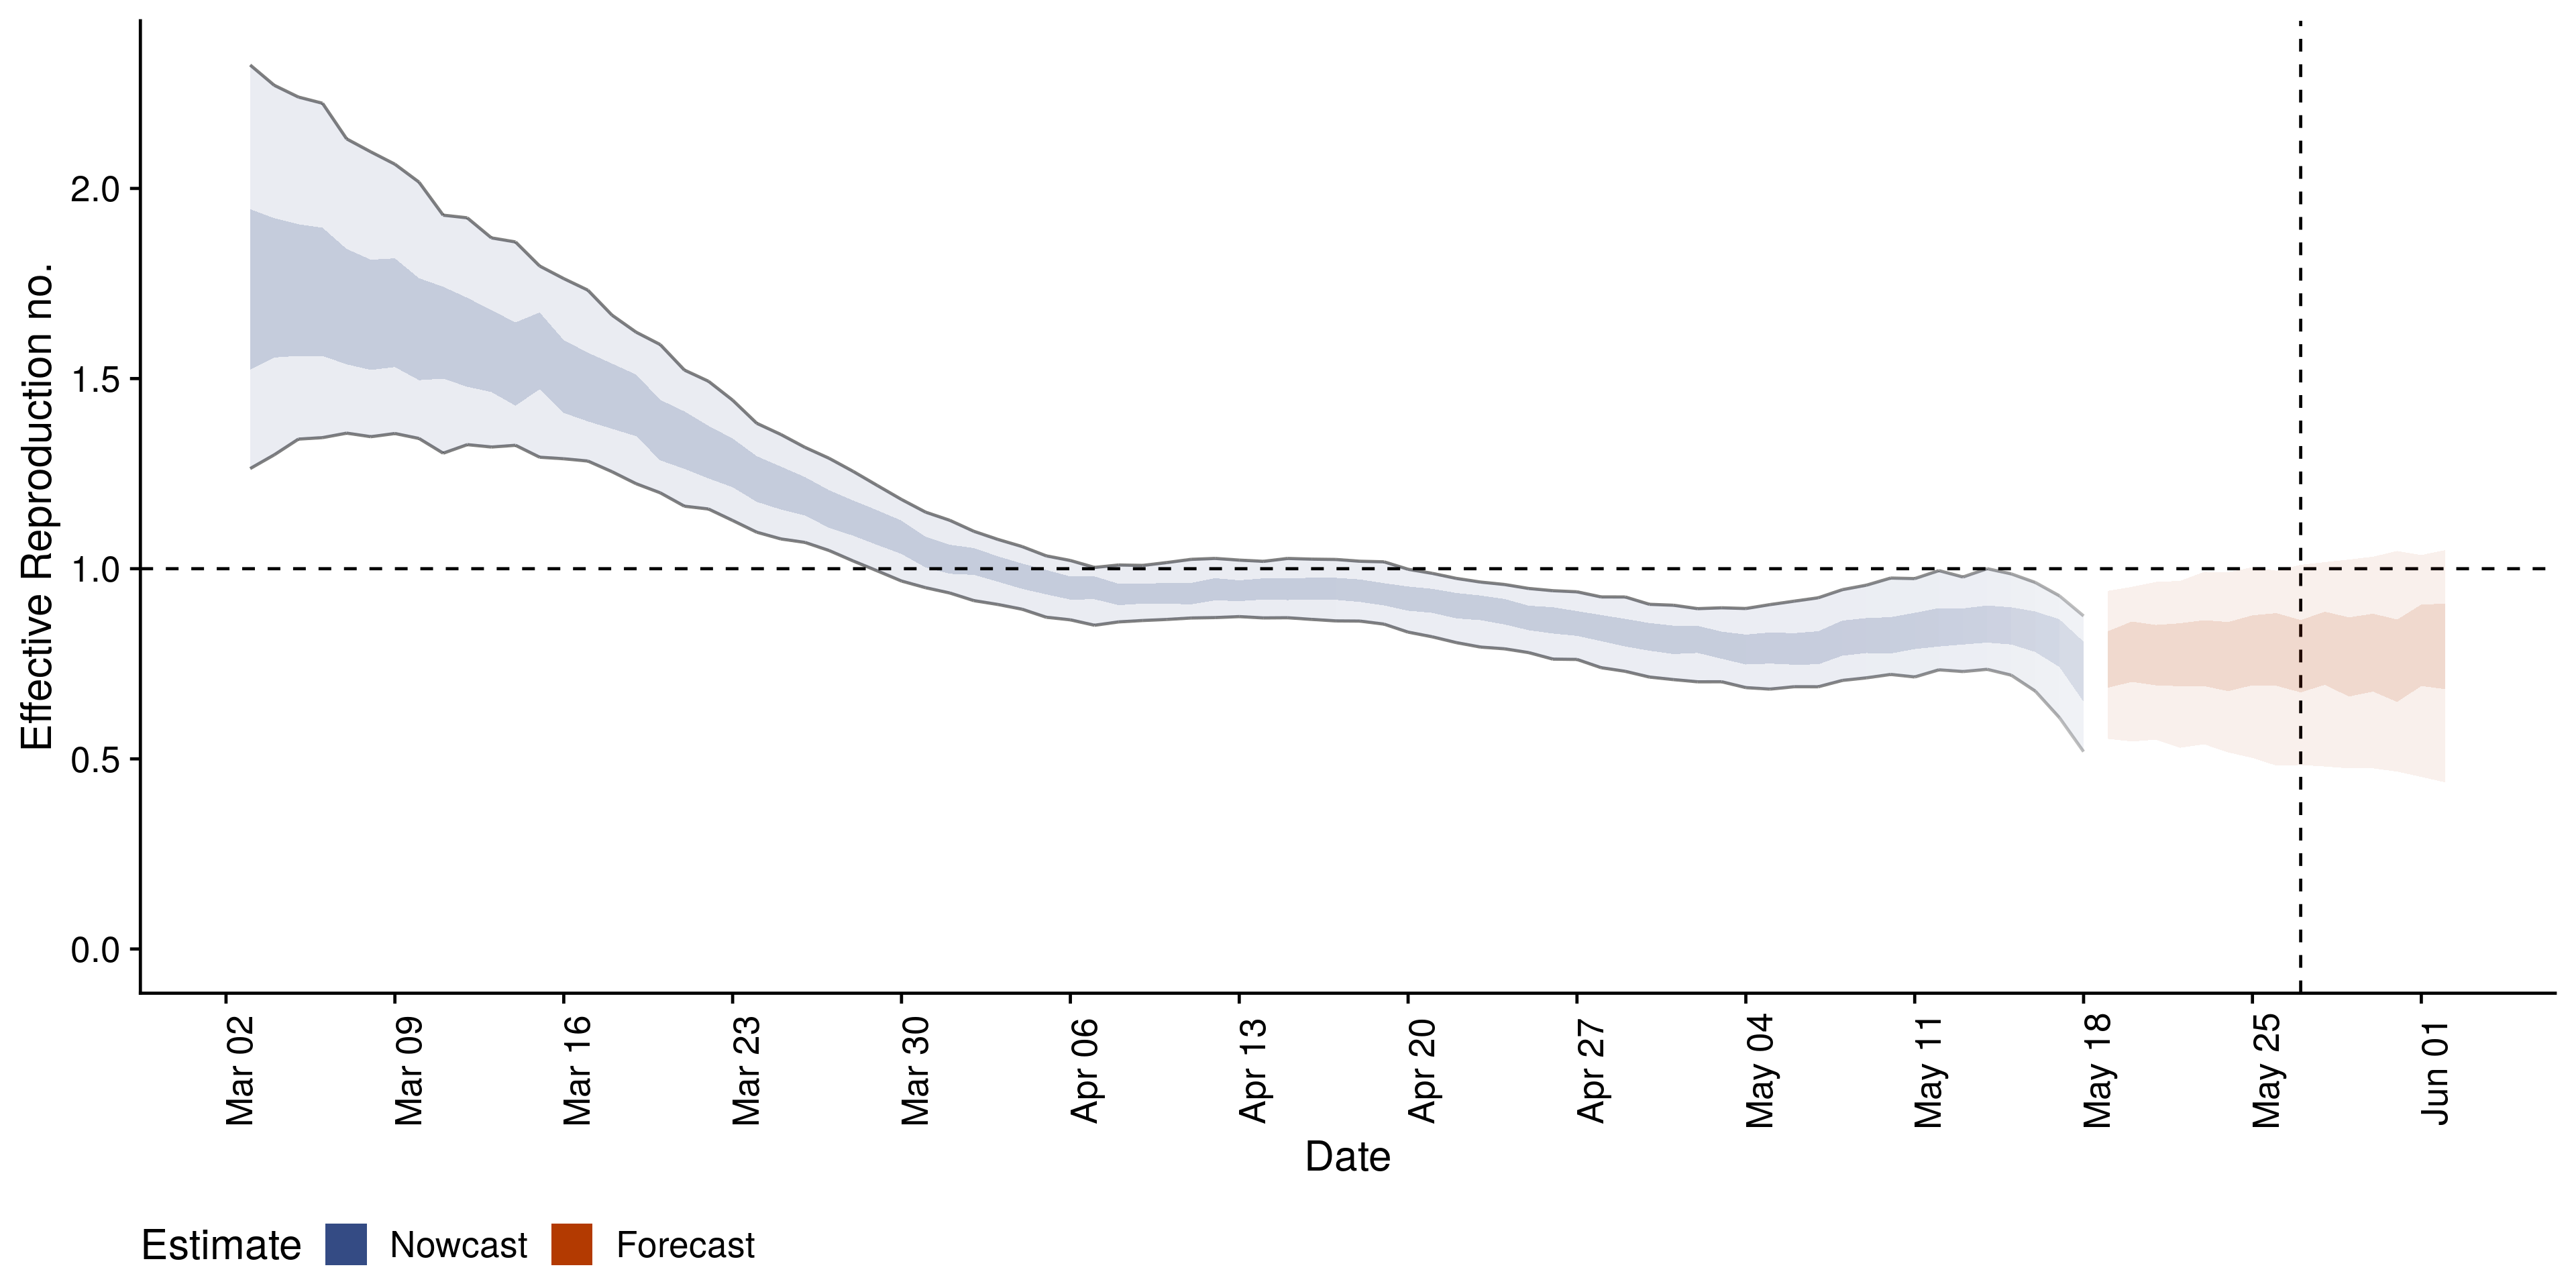 Effective Reproduction no.
2.0
1.5
1.0
0.5
0.0
Mar 02
Mar 09
Mar 16
Mar 23
Mar 30
Apr 06
Apr 13
Apr 20
Apr 27
May 04
May 11
May 18
May 25
Jun 01
Date
Estimate Nowcast Forecast